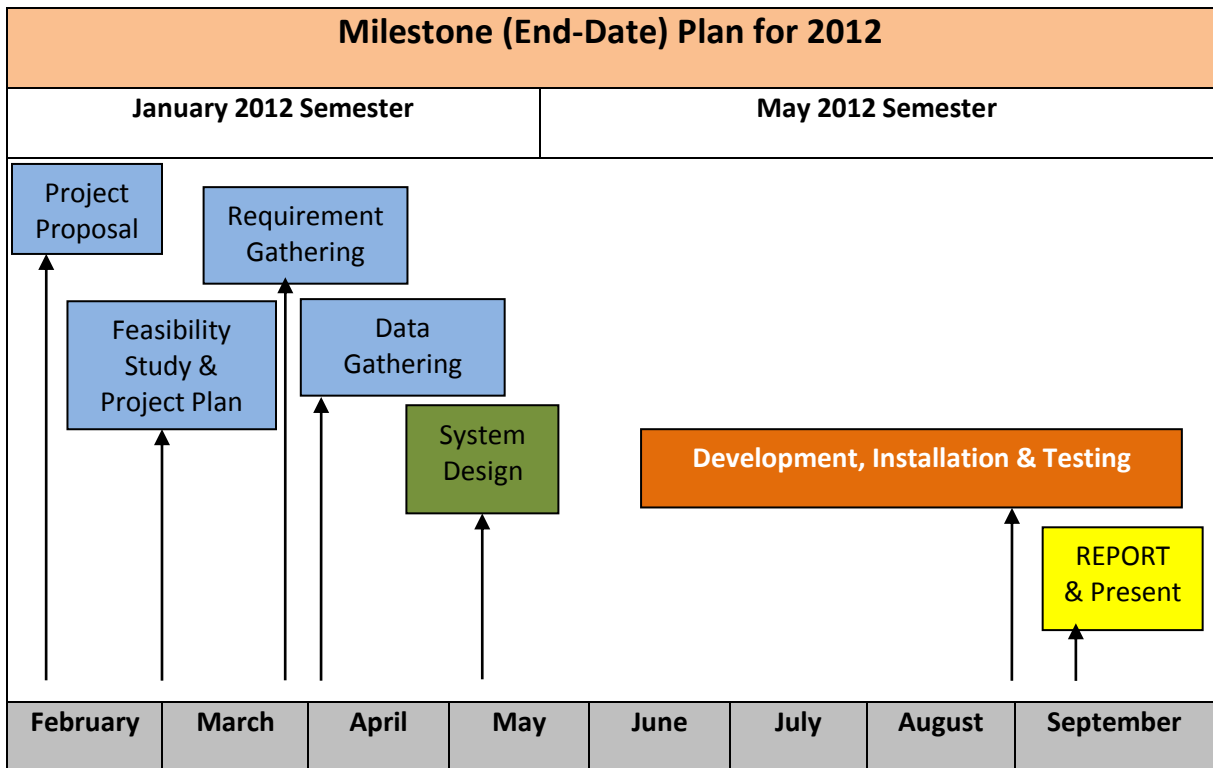 Milestone (End-Date) Plan for 2012
January 2012 Semester
May 2012 Semester
Project
Proposal
Requirement
Gathering
Feasibility
Study &
Project Plan
Data
Gathering
System
Design
Development, Installation & Testing
REPORT
& Present
February
March
April
May
June
July
August
September